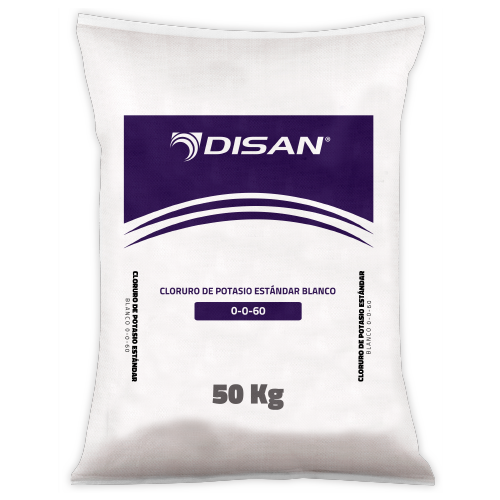 DISAN®
CLORURO DE POTASIO ESTÁNDAR BLANCO
0-0-60
CLORURO DE POTASIO ESTÁNDAR
BLANCO 0-0-60
CLORURO DE POTASIO ESTÁNDAR
BLANCO 0-0-60
50 Kg